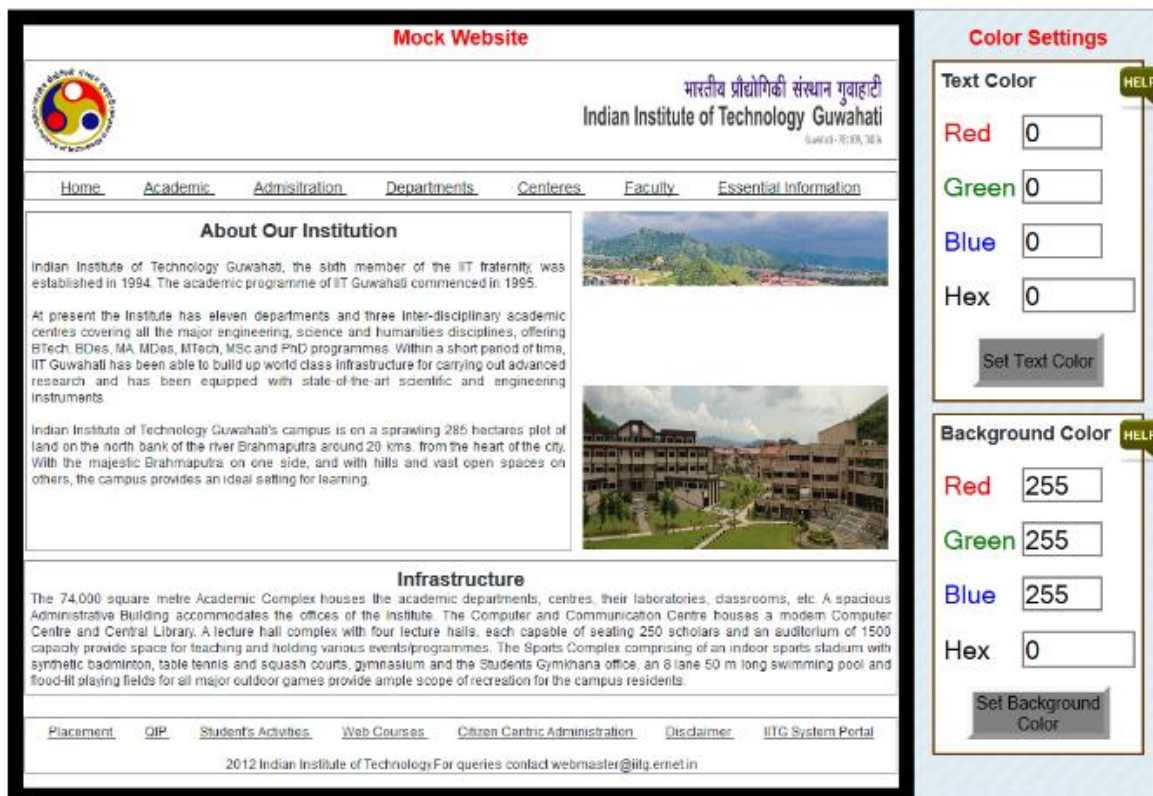 Mock Website
भारतीय प्रौद्योगिकी संस्थान गुवाहाटी
Indian Institute of Technology Guwahati
Home Academic Admisitration Departments Centeres Faculty Essential Information
About Our Institution
Indian Institute of Technology Guwahati, the sixth member of the IIT fraternity, was
established in 1994. The academic programme of IIT Guwahati commenced in 1995.
At present the Institute has eleven departments and three inter-disciplinary academic
centres covering all the major engineering, science and humanities disciplines, offering
BTech, BDes, MA, MDes, MTech, MSc and PhD programmes. Within a short period of time,
IIT Guwahati has been able to build up world class infrastructure for carrying out advanced
research and has been equipped with state-of-the-art scientific and engineering
instruments.
Indian Institute of Technology Guwahati's campus is on a sprawling 285 hectares plot of
land on the north bank of the river Brahmaputra around 20 kms. from the heart of the city.
With the majestic Brahmaputra on one side, and with hills and vast open spaces on
others, the campus provides an ideal setting for learning.
Infrastructure
The 74,000 square metre Academic Complex houses the academic departments, centres, their laboratories, classrooms, etc. A spacious
Administrative Building accommodates the offices of the Institute. The Computer and Communication Centre houses a modern Computer
Centre and Central Library. A lecture hall complex with four lecture halls, each capable of seating 250 scholars and an auditorium of 1500
capacity provide space for teaching and holding various events/programmes. The Sports Complex comprising of an indoor sports stadium with
synthetic badminton, table tennis and squash courts, gymnasium and the Students Gymkhana office, an 8 lane 50 m long swimming pool and
flood-lit playing fields for all major outdoor games provide ample scope of recreation for the campus residents.
Placement QIP Student's Activities Web Courses Citizen Centric Administration Disclaimer IITG System Portal
2012 Indian Institute of Technology.For queries contact webmaster@iitg.ernet.in
Color Settings
Text Color HELP
Red 0
Green 0
Blue 0
Hex 0
Set Text Color
Background Color HELP
Red 255
Green 255
Blue 255
Hex 0
Set Background
Color